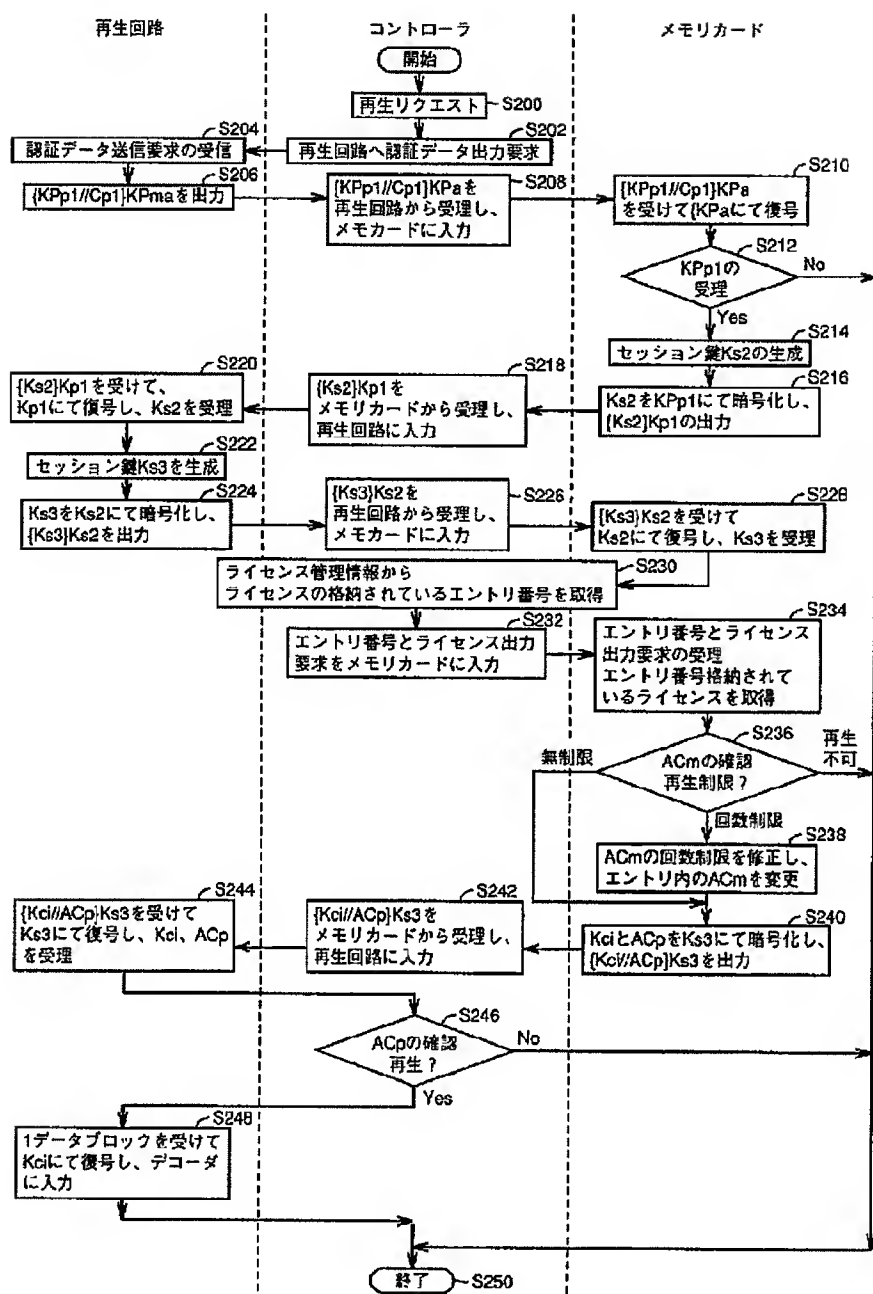 再生回路
コントローラ
メモリカード
開始
再生リクエスト
S200
S204
認証データ送信要求の受信
S202
再生回路へ認証データ出力要求
S206
{KPp1//Cp1}KPmaを出力
S208
{KPp1//Cp1}KPaを
再生回路から受理し、
メモカードに入力
S210
{KPp1//Cp1}KPa
を受けて{KPaにて復号
S212
KPp1の
受理
No
Yes
S214
セッション鍵Ks2の生成
S216
Ks2をKPp1にて暗号化し、
{Ks2}Kp1の出力
S218
{Ks2}Kp1を
メモリカードから受理し、
再生回路に入力
S220
{Ks2}Kp1を受けて、
Kp1にて復号し、Ks2を受理
S222
セッション鍵Ks3を生成
S224
Ks3をKs2にて暗号化し、
{Ks3}Ks2を出力
S226
{Ks3}Ks2を
再生回路から受理し、
メモカードに入力
S228
{Ks3}Ks2を受けて
Ks2にて復号し、Ks3を受理
S230
ライセンス管理情報から
ライセンスの格納されているエントリ番号を取得
S232
エントリ番号とライセンス出力
要求をメモリカードに入力
S234
エントリ番号とライセンス
出力要求の受理
エントリ番号格納されて
いるライセンスを取得
S236
ACmの確認
再生制限？
無制限
再生
不可
回数制限
S238
ACmの回数制限を修正し、
エントリ内のACmを変更
S240
KciとACpをKs3にて暗号化し、
{Kci//ACp}Ks3を出力
S242
{Kci//ACp}Ks3を
メモリカードから受理し、
再生回路に入力
S244
{Kci//ACp}Ks3を受けて
Ks3にて復号し、Kci、ACp
を受理
S246
ACpの確認
再生？
No
Yes
S248
1データブロックを受けて
Kciにて復号し、デコーダ
に入力
終了
S250